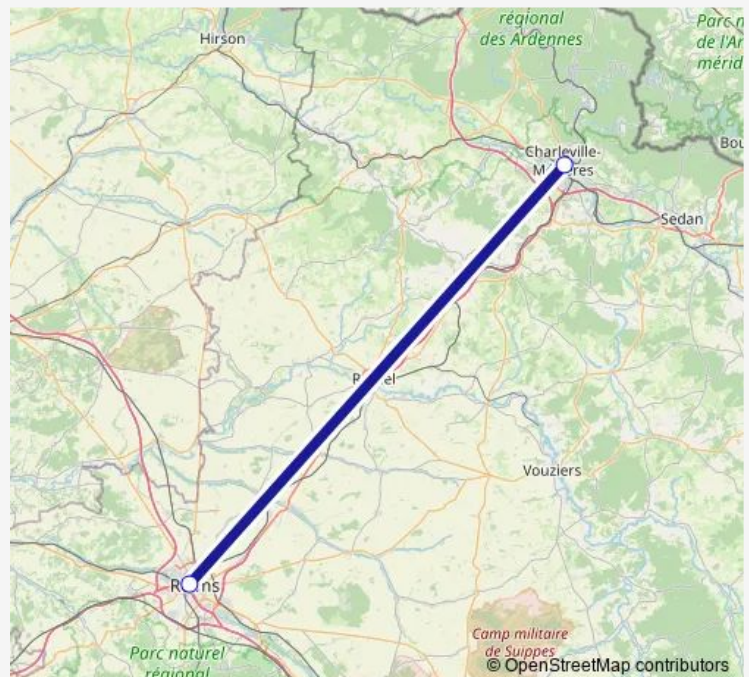 régional
des Ardennes
Parc n
de l'Ar
mérid
Hirson
Charleville-
Bou
Sedan
Vouziers
Camp militaire
de Suippes
Parc naturel
régional
© OpenStreetMap contributors